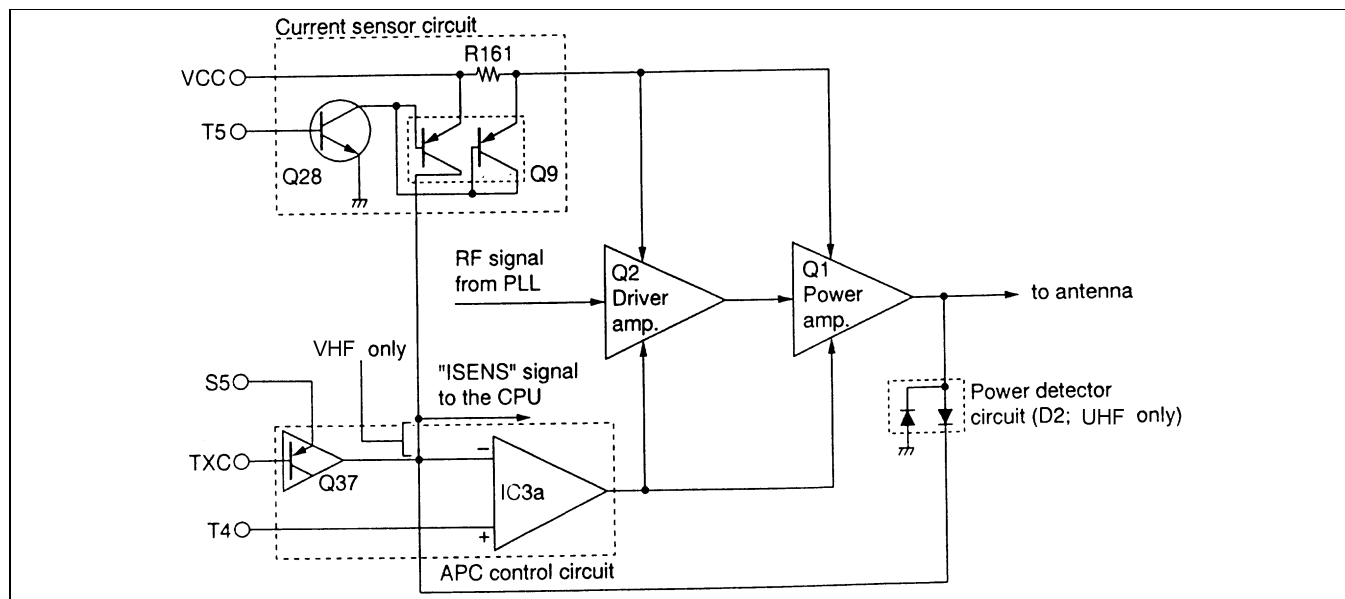 Current sensor circuit
R161
VCC
T5
Q28
Q9
RF signal
from PLL
Q2
Driver
amp.
Q1
Power
amp.
to antenna
VHF only
S5
"ISENS" signal
to the CPU
Power detector
circuit (D2; UHF only)
TXC
Q37
−
IC3a
T4
+
APC control circuit